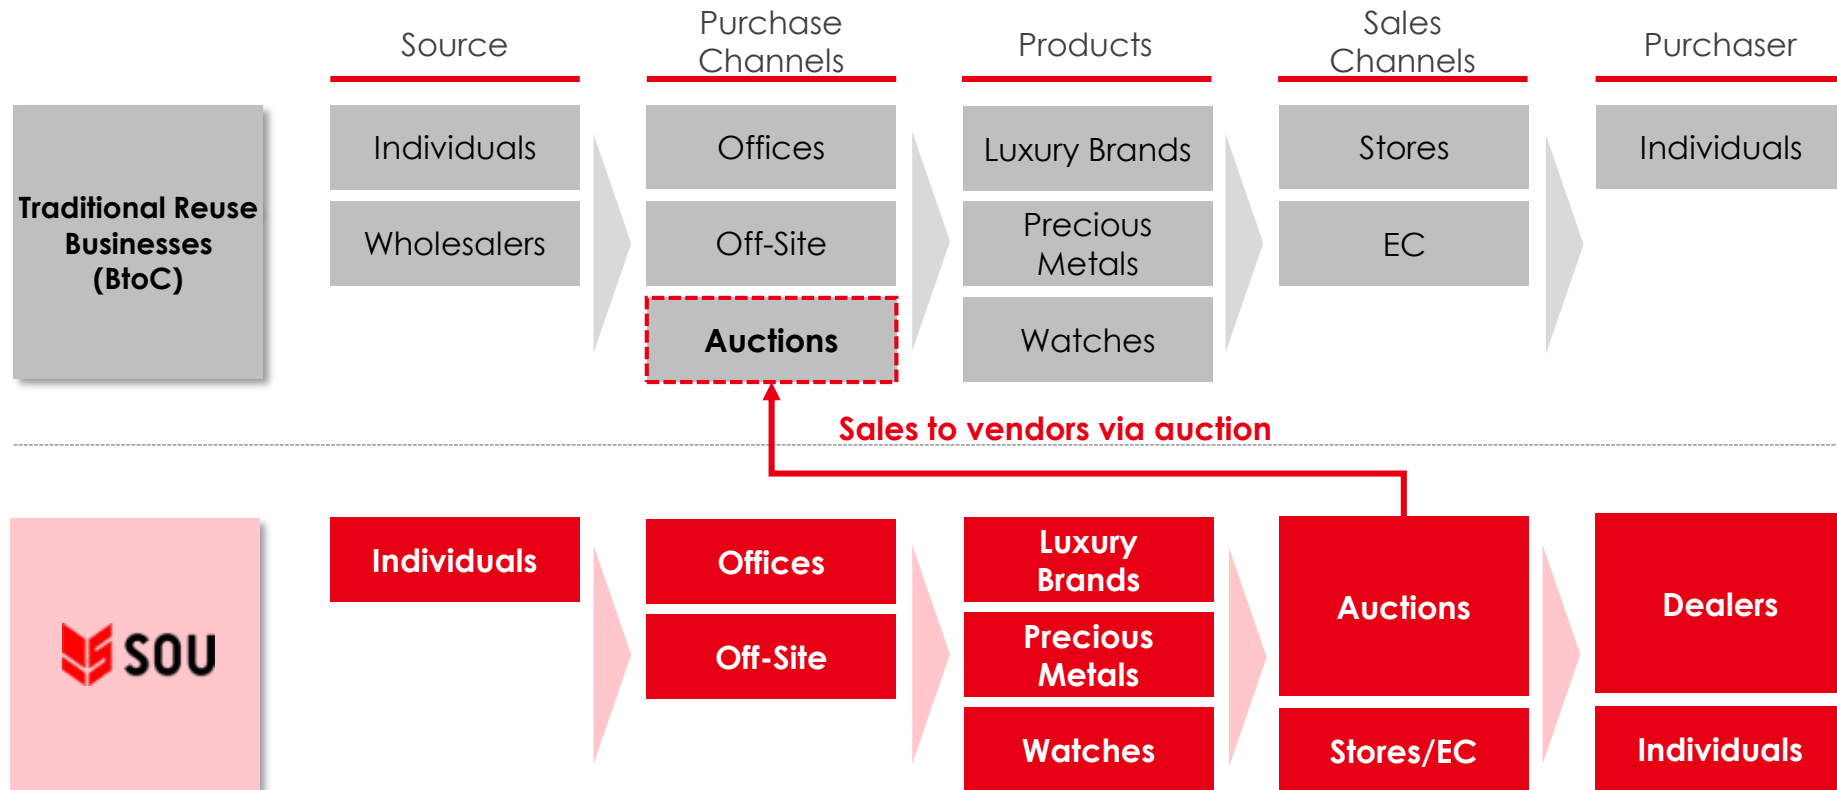 Source
Purchase
Channels
Products
Sales
Channels
Purchaser
Traditional Reuse
Businesses
(BtoC)
Individuals
Wholesalers
Offices
Off-Site
Auctions
Luxury Brands
Precious
Metals
Watches
Stores
EC
Individuals
Sales to vendors via auction
SOU
Individuals
Offices
Off-Site
Luxury
Brands
Precious
Metals
Watches
Auctions
Stores/EC
Dealers
Individuals